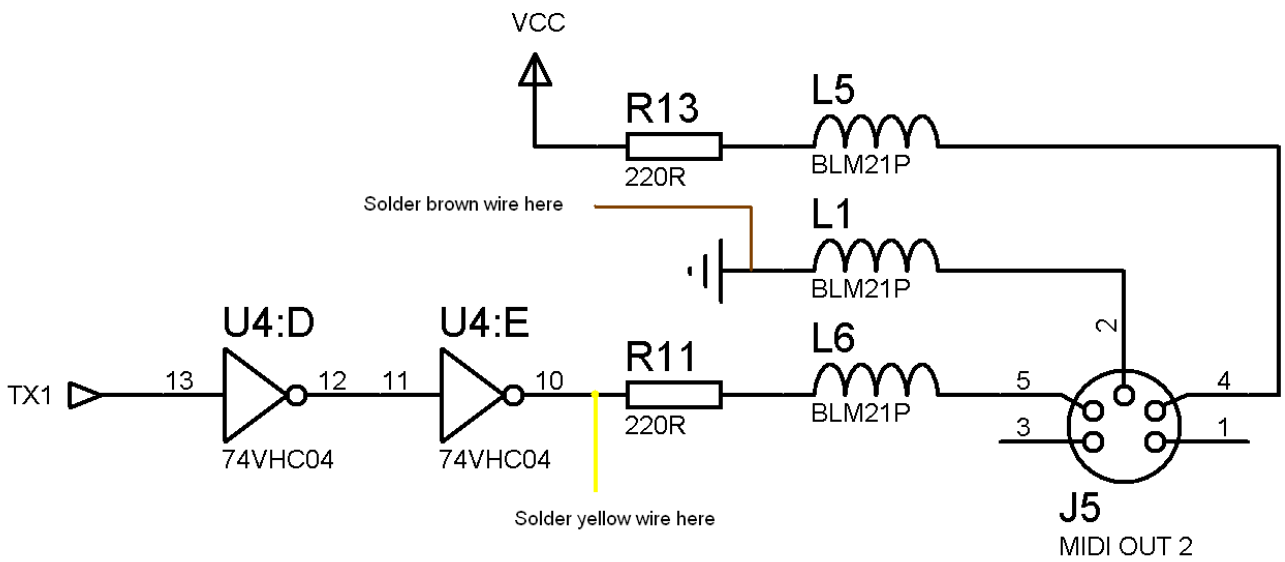 VCC
R13
220R
L5
BLM21P
Solder brown wire here
L1
BLM21P
2
U4:D
13
12
74VHC04
U4:E
11
10
74VHC04
TX1
R11
220R
L6
BLM21P
5
4
3
1
Solder yellow wire here
J5
MIDI OUT 2